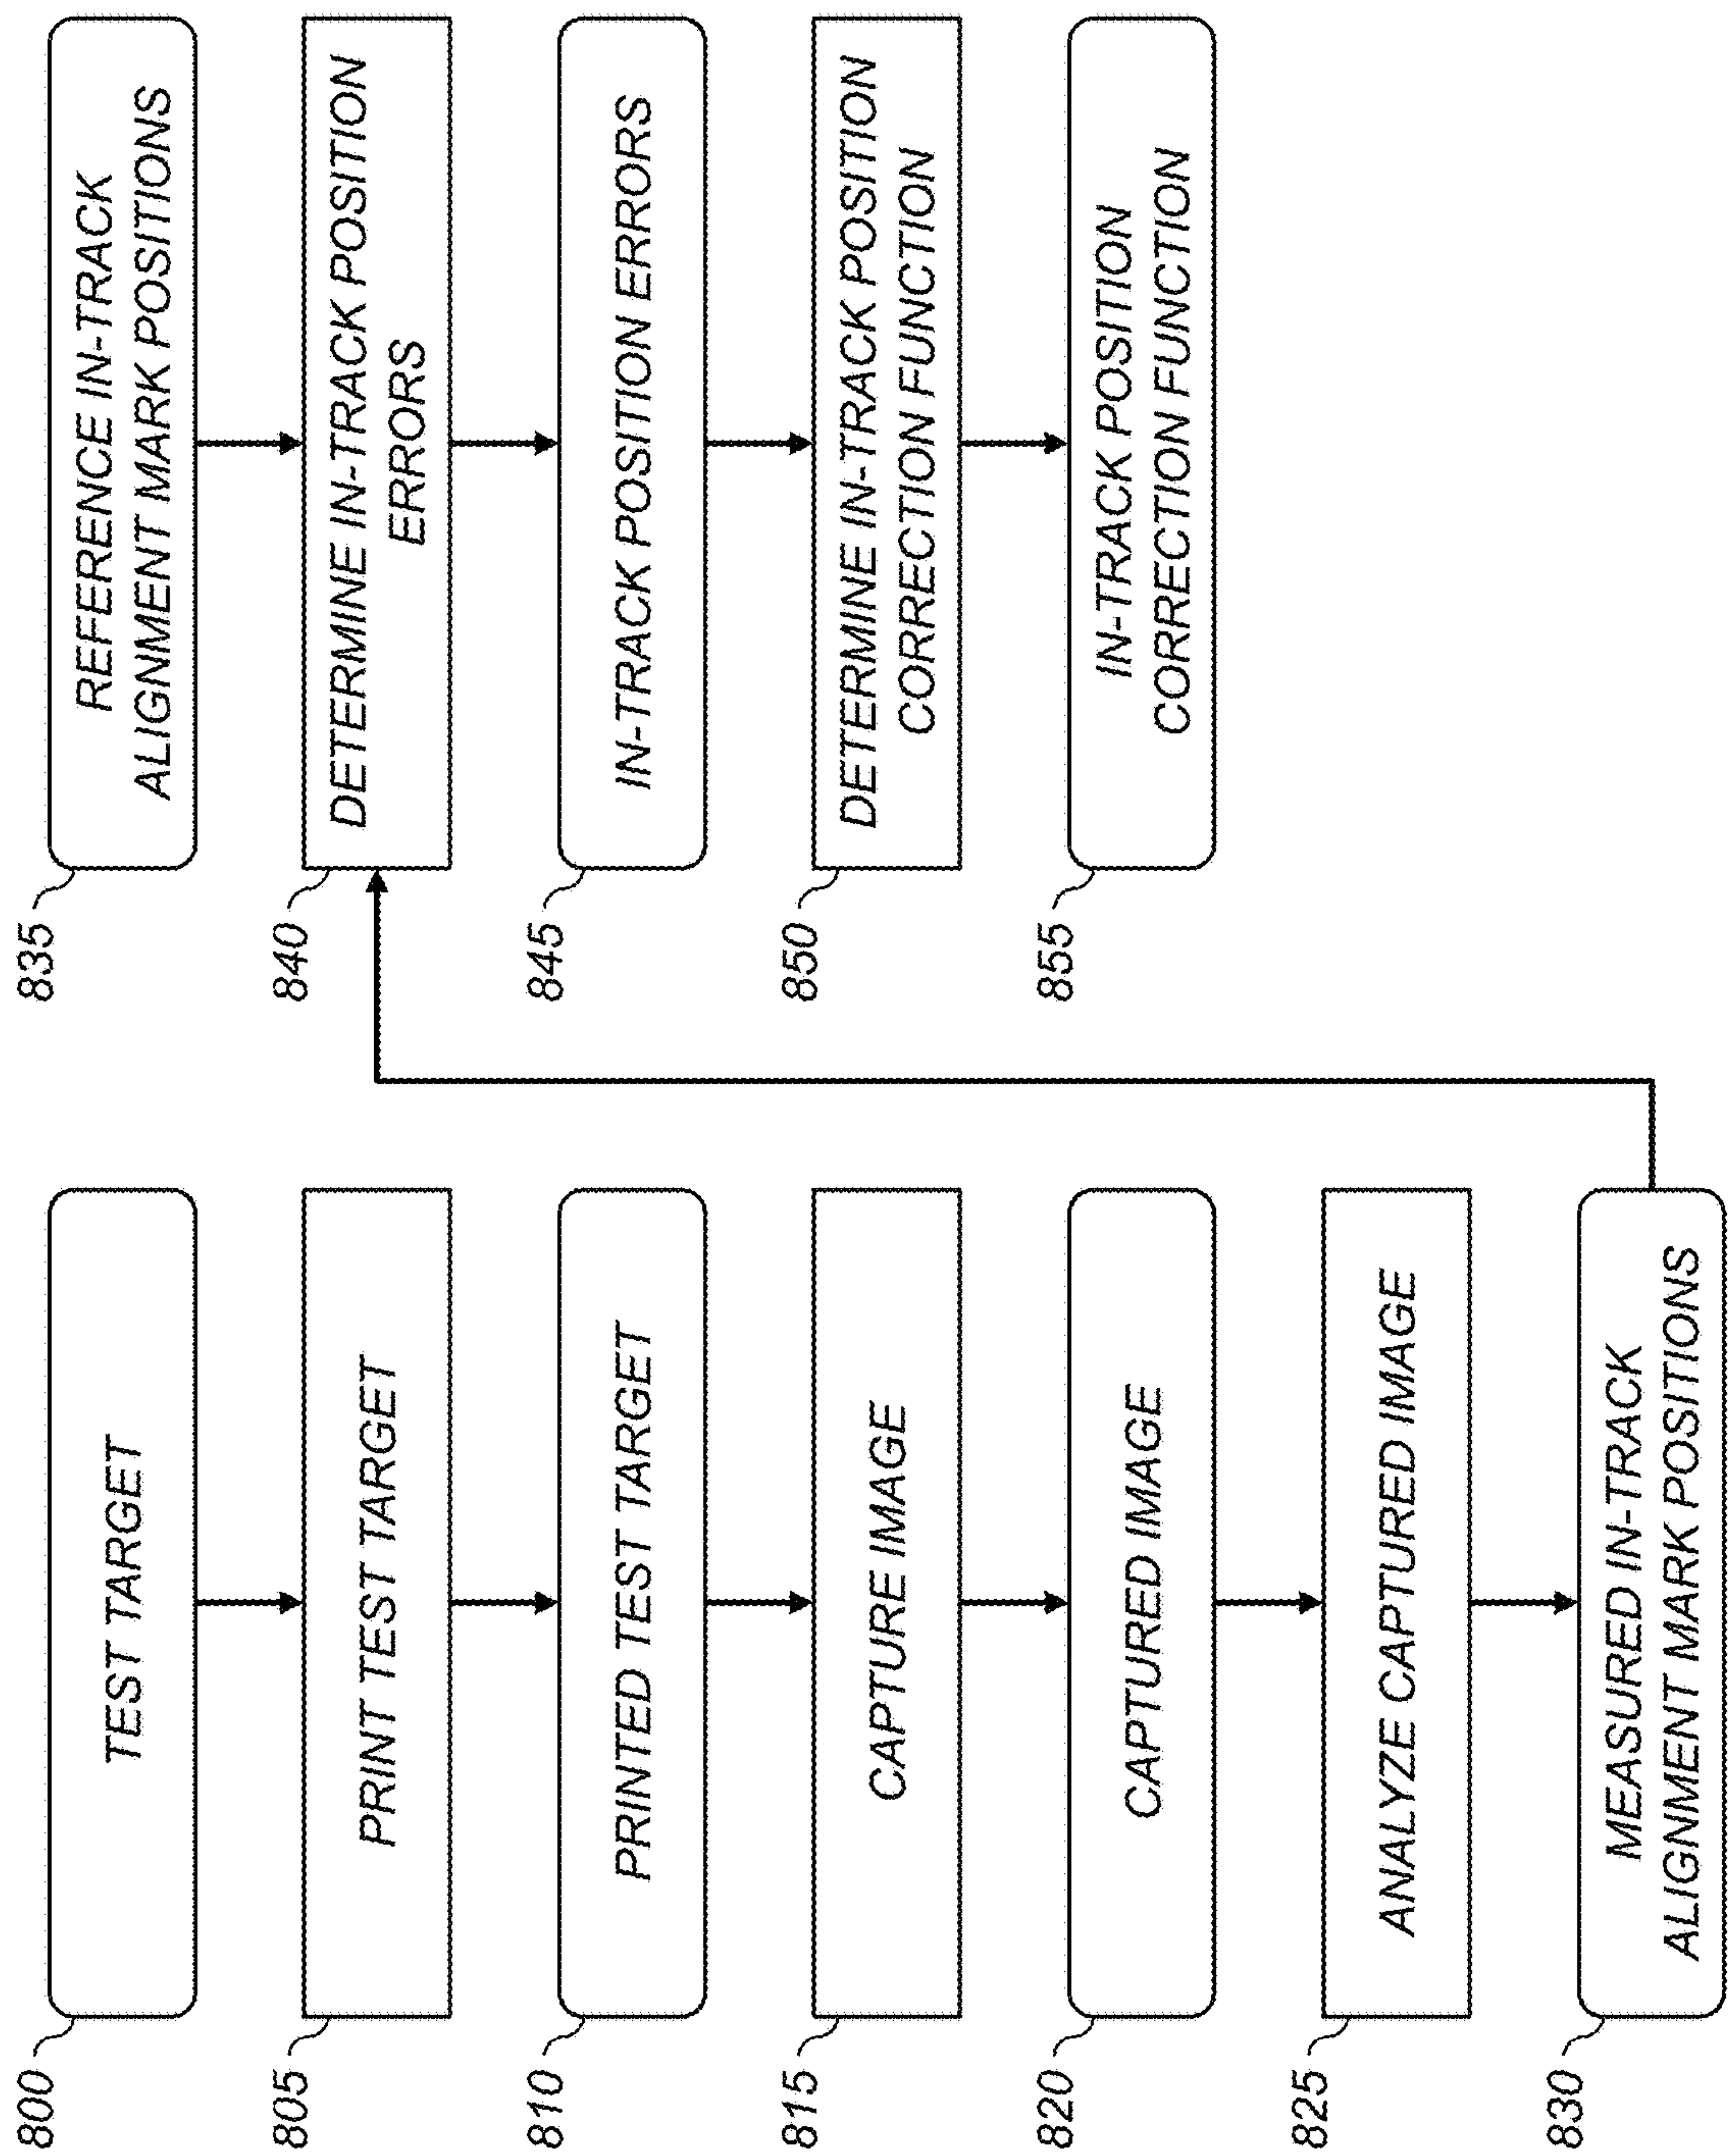 800
TEST TARGET
805
PRINT TEST TARGET
810
PRINTED TEST TARGET
815
CAPTURE IMAGE
820
CAPTURED IMAGE
825
ANALYZE CAPTURED IMAGE
830
MEASURED IN-TRACK
ALIGNMENT MARK POSITIONS
835
REFERENCE IN-TRACK
ALIGNMENT MARK POSITIONS
840
DETERMINE IN-TRACK POSITION
ERRORS
845
IN-TRACK POSITION ERRORS
850
DETERMINE IN-TRACK POSITION
CORRECTION FUNCTION
855
IN-TRACK POSITION
CORRECTION FUNCTION